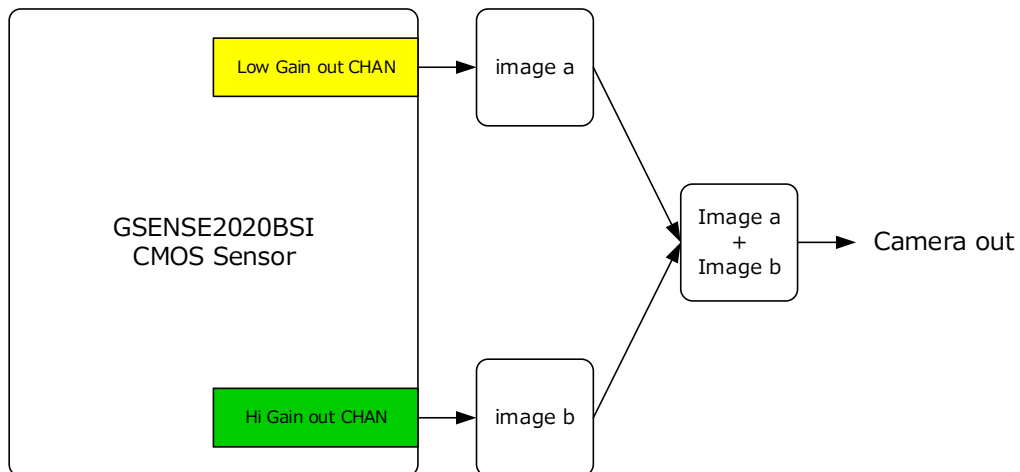 Low Gain out CHAN
image a
GSENSE2020BSI
CMOS Sensor
Image a
+
Image b
Camera out
Hi Gain out CHAN
image b